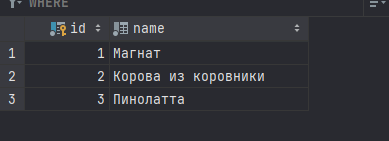 WHERE
id name
1 1 Магнат
2 2 Корова из коровники
3 3 Пинолатта